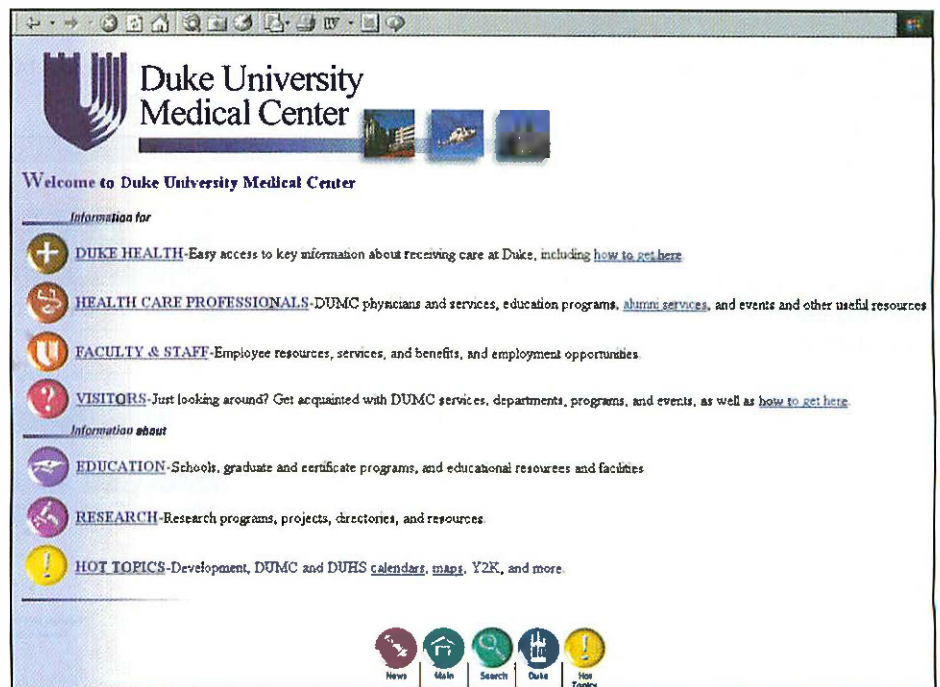 Duke University
Medical Center
Welcome to Duke University Medical Center
Information for
DUKE HEALTH-Easy access to key information about receiving care at Duke, including how to get here.
HEALTH CARE PROFESSIONALS-DUMC physicians and services, education programs, alumni services, and events and other useful resources
FACULTY & STAFF-Employee resources, services, and benefits, and employment opportunities.
VISITORS-Just looking around? Get acquainted with DUMC services, departments, programs, and events, as well as how to get here.
Information about
EDUCATION-Schools, graduate and certificate programs, and educational resources and facilities
RESEARCH-Research programs, projects, directories, and resources.
HOT TOPICS-Development, DUMC and DUHS calendars, maps, Y2K, and more.
News Main Search Duke Hot
Topics